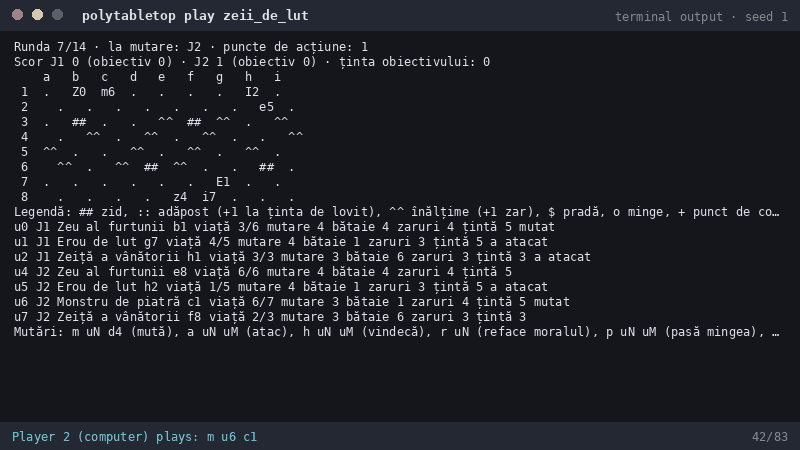 polytabletop play zeii_de_lut
terminal output · seed 1
Runda 7/14 · la mutare: J2 · puncte de acțiune: 1
Scor J1 0 (obiectiv 0) · J2 1 (obiectiv 0) · ținta obiectivului: 0
a b c d e f g h i
1 . Z0 m6 . . . . I2 .
2 . . . . . . . e5 .
3 . ## . . ^^ ## ^^ . ^^
4 . ^^ . ^^ . ^^ . . ^^
5 ^^ . . ^^ . ^^ . ^^ .
6 ^^ . ^^ ## ^^ . . ## .
7 . . . . . . E1 . .
8 . . . . z4 i7 . . .
Legendă: ## zid, :: adăpost (+1 la ținta de lovit), ^^ înălțime (+1 zar), $ pradă, o minge, + punct de co…
u0 J1 Zeu al furtunii b1 viață 3/6 mutare 4 bătaie 4 zaruri 4 țintă 5 mutat
u1 J1 Erou de lut g7 viață 4/5 mutare 4 bătaie 1 zaruri 3 țintă 5 a atacat
u2 J1 Zeiță a vânătorii h1 viață 3/3 mutare 3 bătaie 6 zaruri 3 țintă 3 a atacat
u4 J2 Zeu al furtunii e8 viață 6/6 mutare 4 bătaie 4 zaruri 4 țintă 5
u5 J2 Erou de lut h2 viață 1/5 mutare 4 bătaie 1 zaruri 3 țintă 5 a atacat
u6 J2 Monstru de piatră c1 viață 6/7 mutare 3 bătaie 1 zaruri 4 țintă 5 mutat
u7 J2 Zeiță a vânătorii f8 viață 2/3 mutare 3 bătaie 6 zaruri 3 țintă 3
Mutări: m uN d4 (mută), a uN uM (atac), h uN uM (vindecă), r uN (reface moralul), p uN uM (pasă mingea), …
Player 2 (computer) plays: m u6 c1
42/83